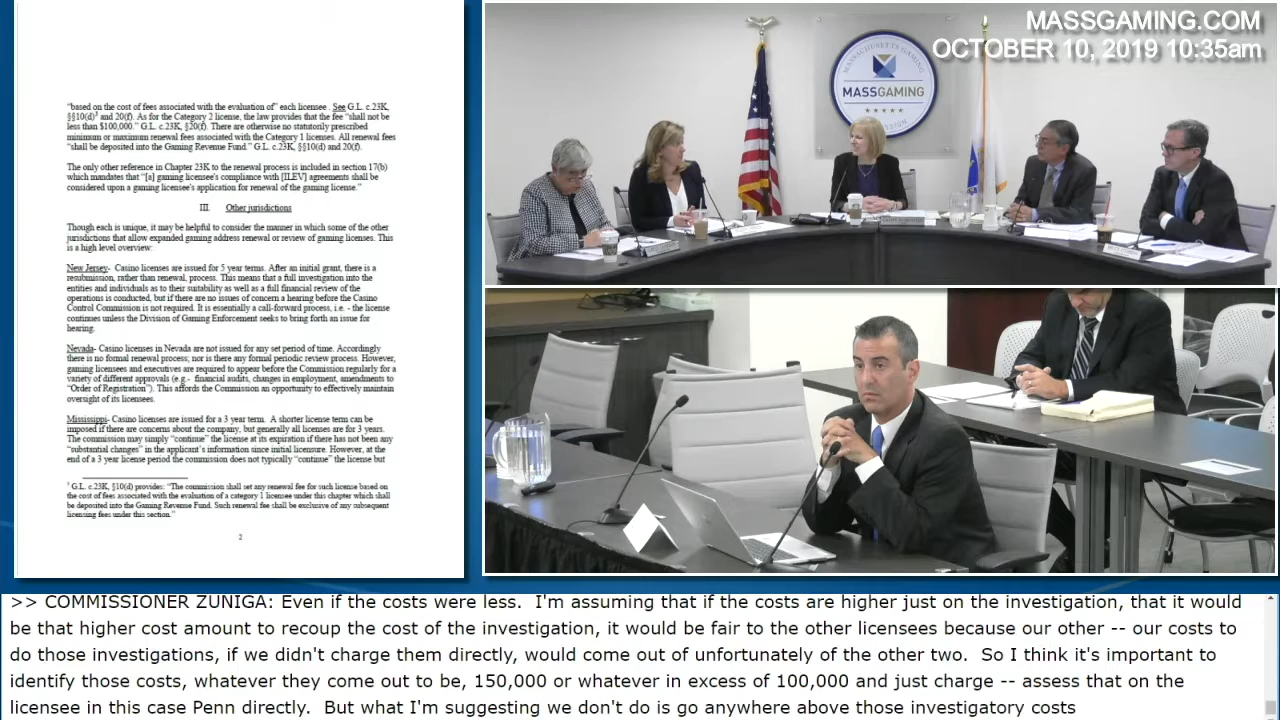 "based on the cost of fees associated with the evaluation of" each licensee . See G.L. c.23K,
§§10(d)³ and 20(f). As for the Category 2 license, the law provides that the fee "shall not be
less than $100,000." G.L. c.23K, §20(f). There are otherwise no statutorily prescribed
minimum or maximum renewal fees associated with the Category 1 licenses. All renewal fees
"shall be deposited into the Gaming Revenue Fund." G.L. c.23K, §§10(d) and 20(f).
The only other reference in Chapter 23K to the renewal process is included in section 17(b)
which mandates that "[a] gaming licensee's compliance with [ILEV] agreements shall be
considered upon a gaming licensee's application for renewal of the gaming license."
III. Other jurisdictions
Though each is unique, it may be helpful to consider the manner in which some of the other
jurisdictions that allow expanded gaming address renewal or review of gaming licenses. This
is a high level overview:
New Jersey- Casino licenses are issued for 5 year terms. After an initial grant, there is a
resubmission, rather than renewal, process. This means that a full investigation into the
entities and individuals as to their suitability as well as a full financial review of the
operations is conducted, but if there are no issues of concern a hearing before the Casino
Control Commission is not required. It is essentially a call-forward process, i.e. - the license
continues unless the Division of Gaming Enforcement seeks to bring forth an issue for
hearing.
Nevada- Casino licenses in Nevada are not issued for any set period of time. Accordingly
there is no formal renewal process; nor is there any formal periodic review process. However,
gaming licensees and executives are required to appear before the Commission regularly for a
variety of different approvals (e.g.- financial audits, changes in employment, amendments to
"Order of Registration"). This affords the Commission an opportunity to effectively maintain
oversight of its licensees.
Mississippi- Casino licenses are issued for a 3 year term. A shorter license term can be
imposed if there are concerns about the company, but generally all licenses are for 3 years.
The commission may simply "continue" the license at its expiration if there has not been any
"substantial changes" in the applicant's information since initial licensure. However, at the
end of a 3 year license period the commission does not typically "continue" the license but
³ G.L. c.23K, §10(d) provides: "The commission shall set any renewal fee for such license based on
the cost of fees associated with the evaluation of a category 1 licensee under this chapter which shall
be deposited into the Gaming Revenue Fund. Such renewal fee shall be exclusive of any subsequent
licensing fees under this section."
2
MASSGAMING.COM
OCTOBER 10, 2019 10:35am
MASSACHUSETTS GAMING
MASSGAMING
>> COMMISSIONER ZUNIGA: Even if the costs were less.  I'm assuming that if the costs are higher just on the investigation, that it would
be that higher cost amount to recoup the cost of the investigation, it would be fair to the other licensees because our other -- our costs to
do those investigations, if we didn't charge them directly, would come out of unfortunately of the other two.  So I think it's important to
identify those costs, whatever they come out to be, 150,000 or whatever in excess of 100,000 and just charge -- assess that on the
licensee in this case Penn directly.  But what I'm suggesting we don't do is go anywhere above those investigatory costs